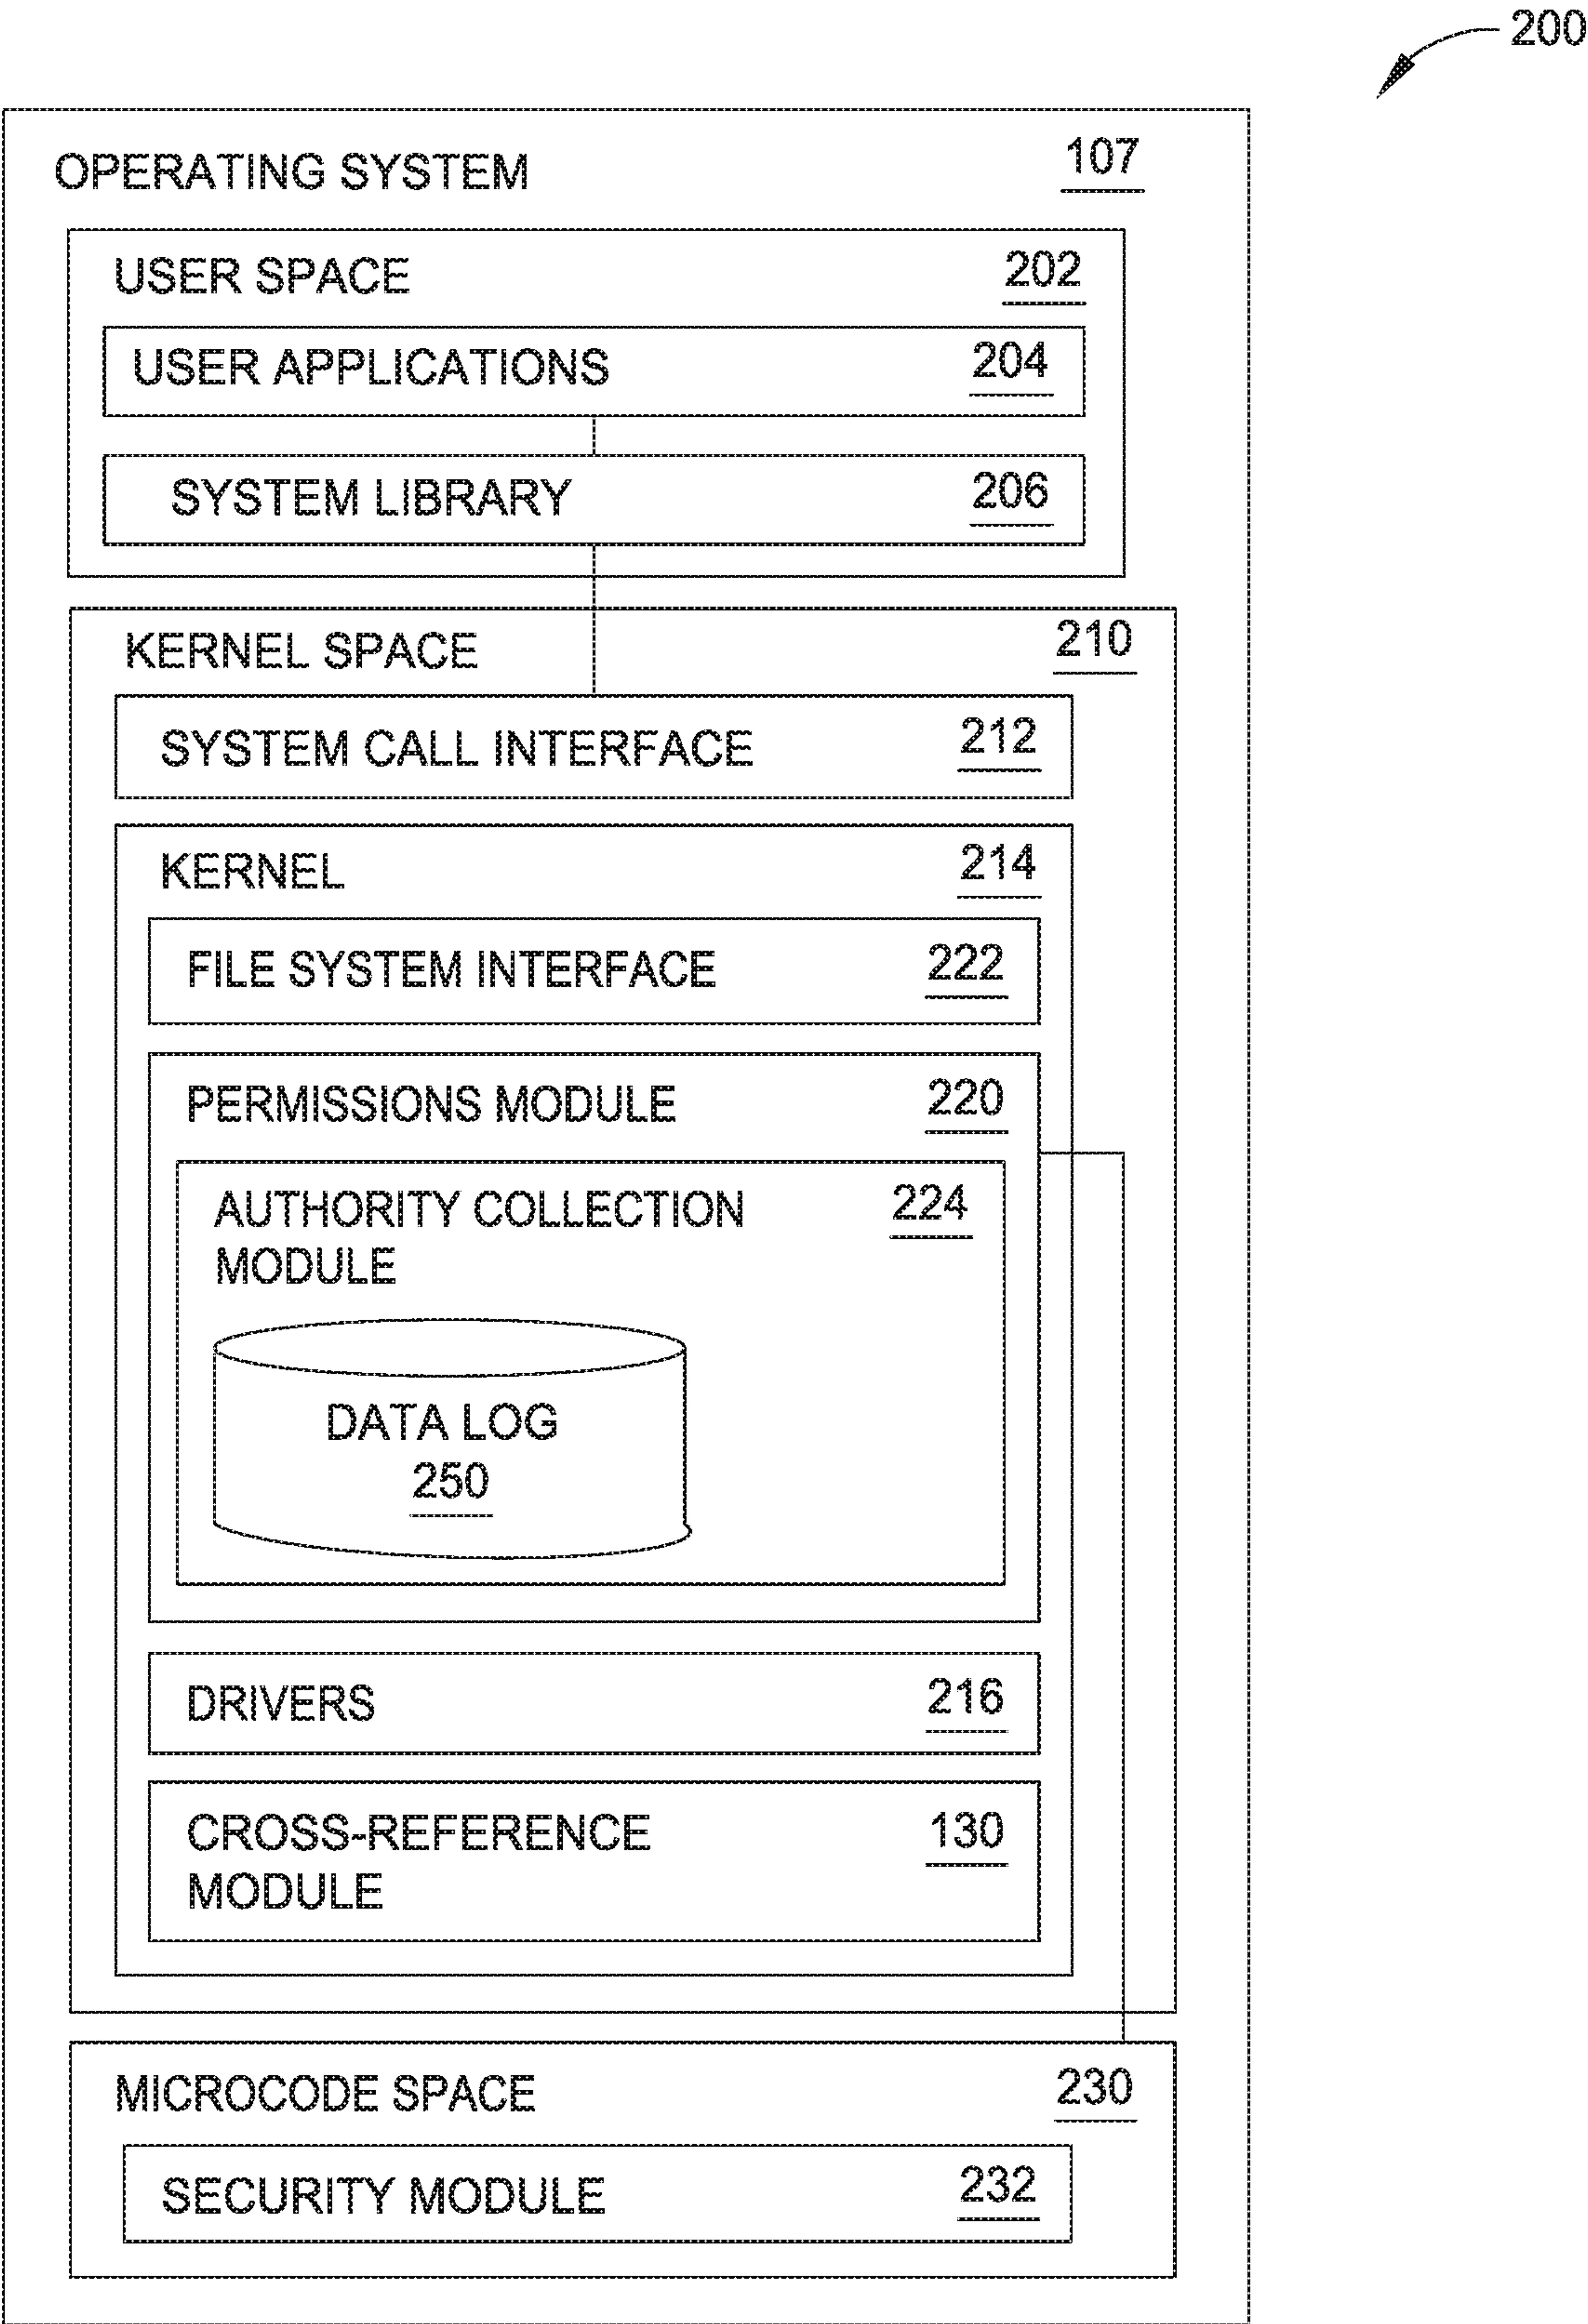 200
OPERATING SYSTEM 107
USER SPACE 202
USER APPLICATIONS 204
SYSTEM LIBRARY 206
KERNEL SPACE 210
SYSTEM CALL INTERFACE 212
KERNEL 214
FILE SYSTEM INTERFACE 222
PERMISSIONS MODULE 220
AUTHORITY COLLECTION 224
MODULE
DATA LOG
250
DRIVERS 216
CROSS-REFERENCE 130
MODULE
MICROCODE SPACE 230
SECURITY MODULE 232